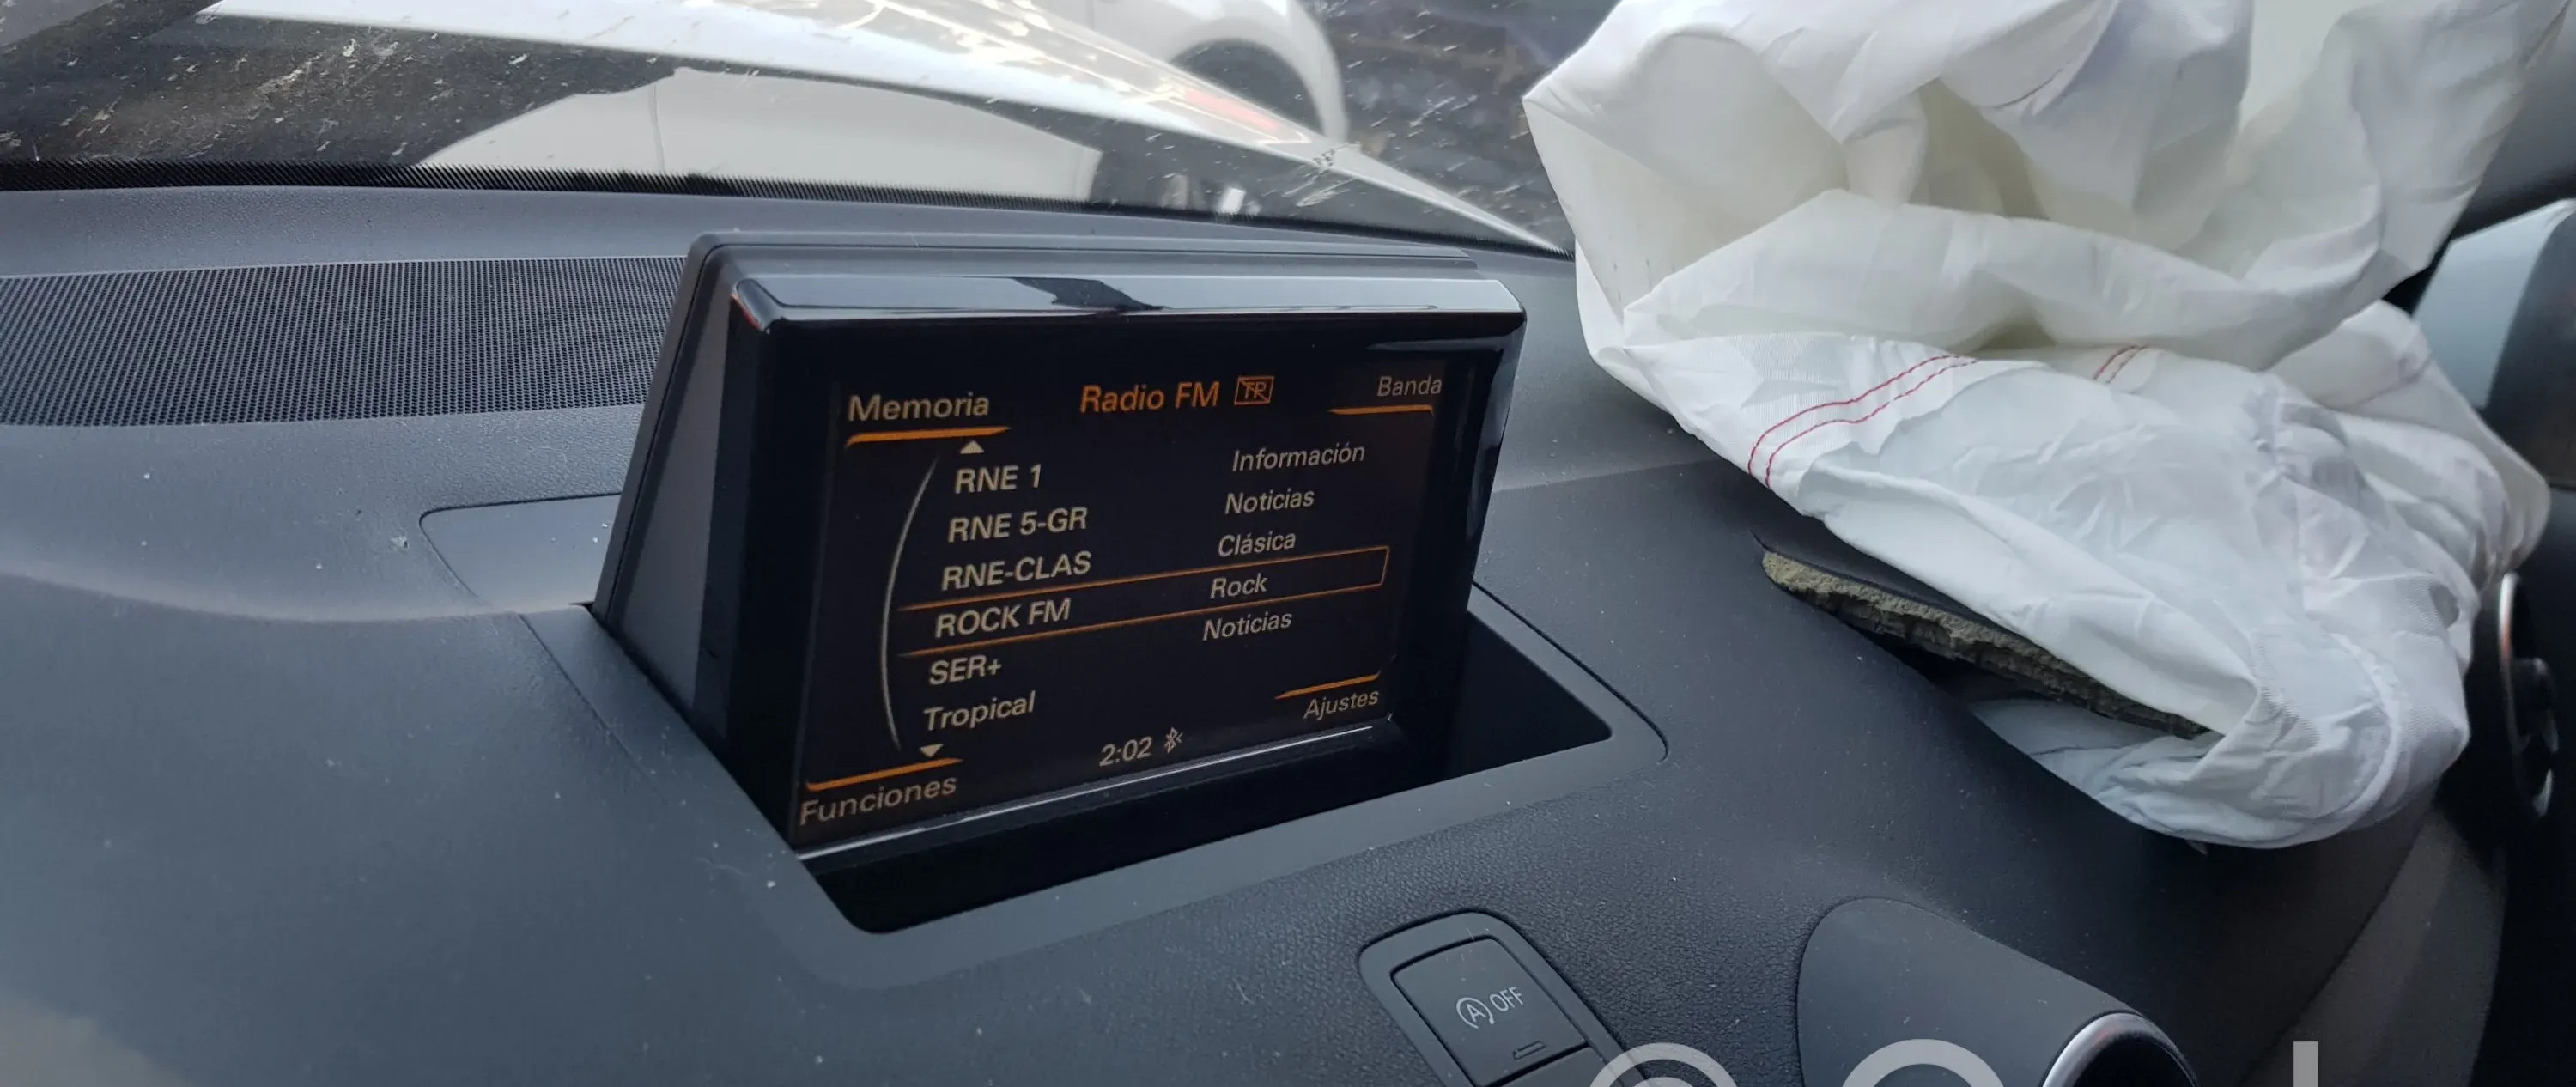 Memoria Radio FM TP Banda
RNE 1 Información
RNE 5-GR Noticias
RNE-CLAS Clásica
ROCK FM Rock
SER+ Noticias
Tropical
Ajustes
2:02
Funciones
A OFF